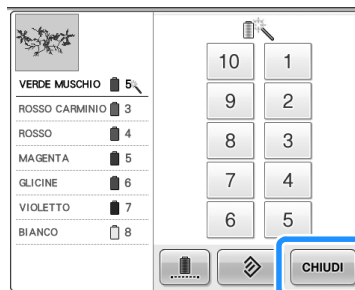 VERDE MUSCHIO 5
ROSSO CARMINIO 3
ROSSO 4
MAGENTA 5
GLICINE 6
VIOLETTO 7
BIANCO 8
10 1
9 2
8 3
7 4
6 5
CHIUDI